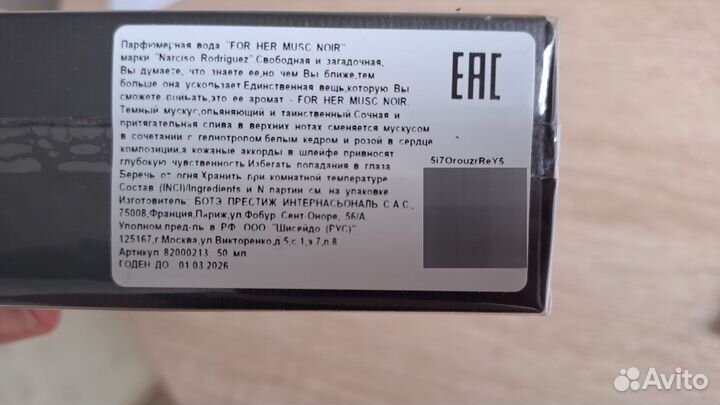 Парфюмерная вода "FOR HER MUSC NOIR"
марки "Narciso Rodriguez".Свободная и загадочная,
Вы думаете, что знаете ее,но чем Вы ближе,тем
больше она ускользает.Единственная вещь,которую Вы
сможете поймать,это ее аромат - FOR HER MUSC NOIR.
Темный мускус,опьяняющий и таинственный.Сочная и
притягательная слива в верхних нотах сменяется мускусом
в сочетании с гелиотропом,белым кедром и розой в сердце
композиции,а кожаные аккорды в шлейфе привносят
глубокую чувственность.Избегать попадания в глаза.
Беречь от огня.Хранить при комнатной температуре.
Состав (INCI)/Ingredients и N партии см. на упаковке
Изготовитель: БОТЭ ПРЕСТИЖ ИНТЕРНАСЬОНАЛЬ С.А.С.,
75008,Франция,Париж,ул.Фобур Сент-Оноре, 56/А.
Уполном.пред-ль в РФ: ООО "Шисейдо (РУС)"
125167,г.Москва,ул.Викторенко,д.5,с.1,э.7,п.8
Артикул 82000213 50 мл
ГОДЕН ДО 01.03.2026
EAC
5i7OrouzrReY5
Avito